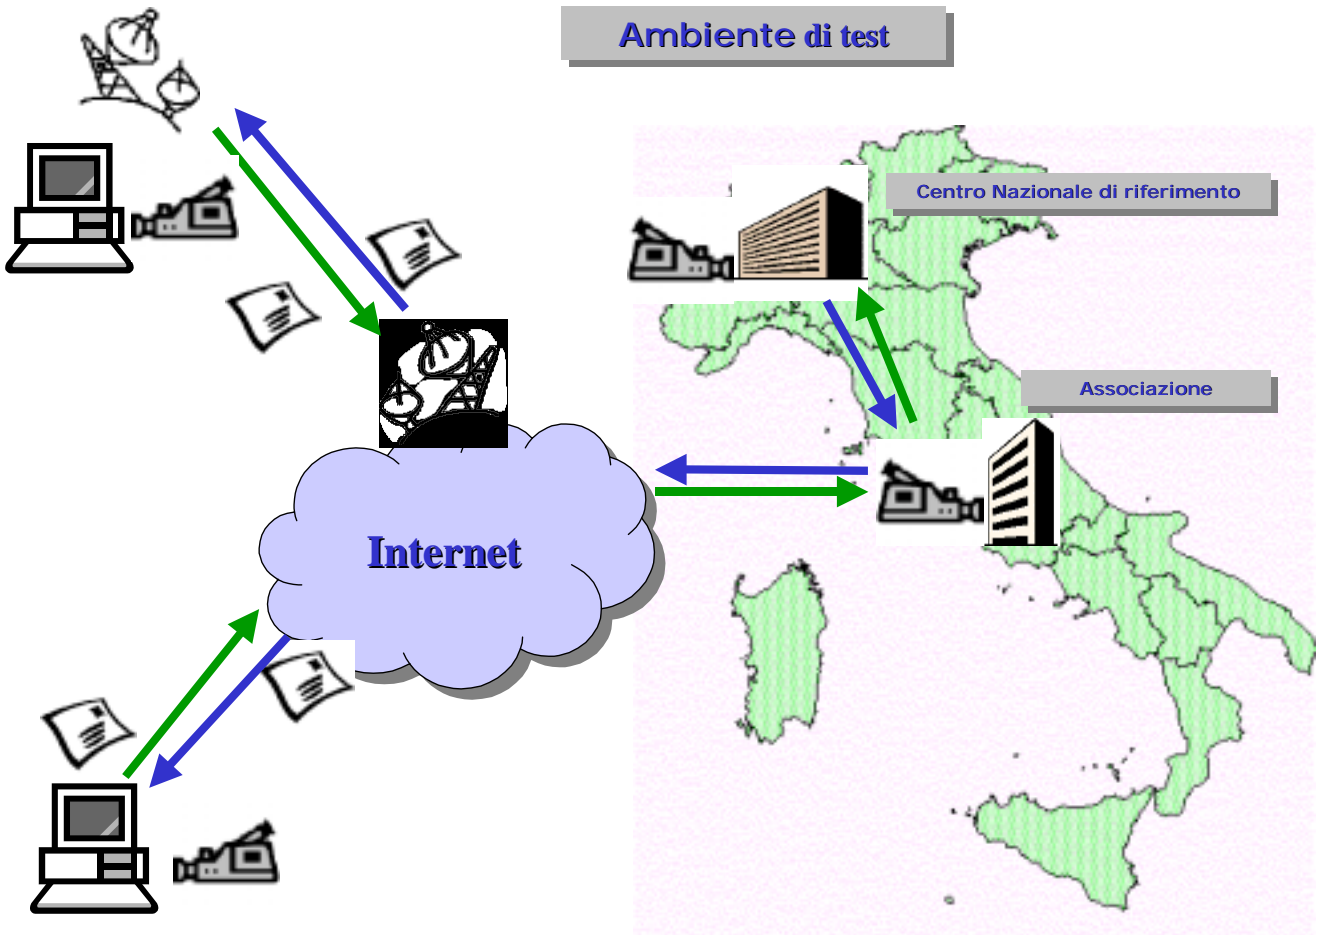 Ambiente di test
Centro Nazionale di riferimento
Associazione
Internet